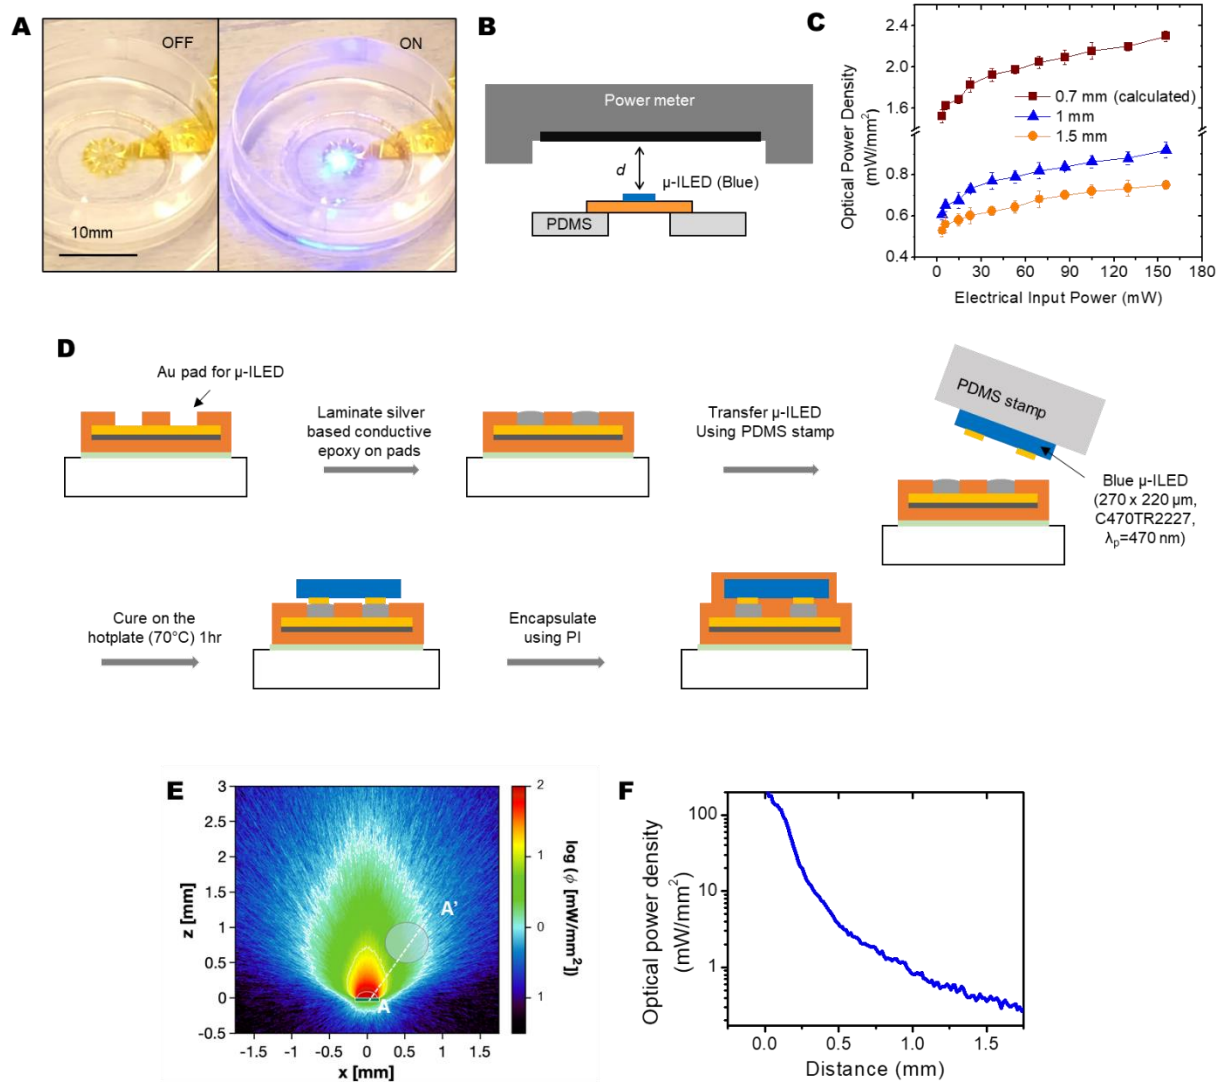 A
OFF
ON
10mm
B
Power meter
d
μ-ILED (Blue)
PDMS
C
Optical Power Density
(mW/mm²)
2.4
2.0
1.6
0.8
0.6
0.4
0.7 mm (calculated)
1 mm
1.5 mm
0 30 60 90 120 150 180
Electrical Input Power (mW)
D
Au pad for μ-ILED
Laminate silver
based conductive
epoxy on pads
Transfer μ-ILED
Using PDMS stamp
PDMS stamp
Blue μ-ILED
(270 x 220 μm,
C470TR2227,
λp=470 nm)
Cure on the
hotplate (70°C) 1hr
Encapsulate
using PI
E
z [mm]
3
2.5
2
1.5
1
0.5
0
-0.5
A'
A
-1.5 -1 -0.5 0 0.5 1 1.5
x [mm]
2
1
0
1
log (ϕ [mW/mm²])
F
Optical power density
(mW/mm²)
100
10
1
0.0 0.5 1.0 1.5
Distance (mm)